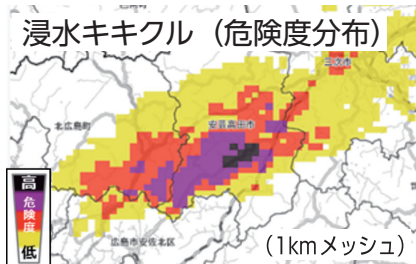 浸水キキクル（危険度分布）
三次市
北広島町
安芸高田市
高
危険度
低
広島市安佐北区
（1kmメッシュ）